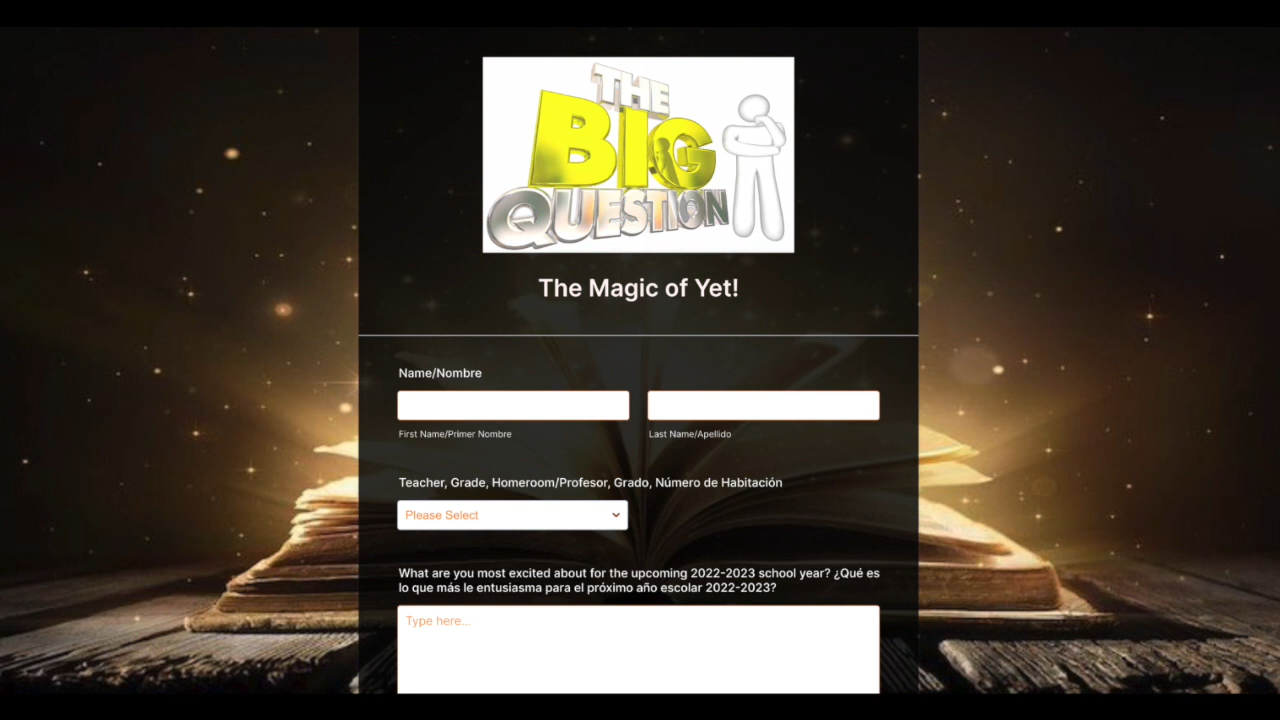 THE
BIG
QUESTION
The Magic of Yet!
Name/Nombre
First Name/Primer Nombre
Last Name/Apellido
Teacher, Grade, Homeroom/Profesor, Grado, Número de Habitación
Please Select
What are you most excited about for the upcoming 2022-2023 school year? ¿Qué es
lo que más le entusiasma para el próximo año escolar 2022-2023?
Type here...